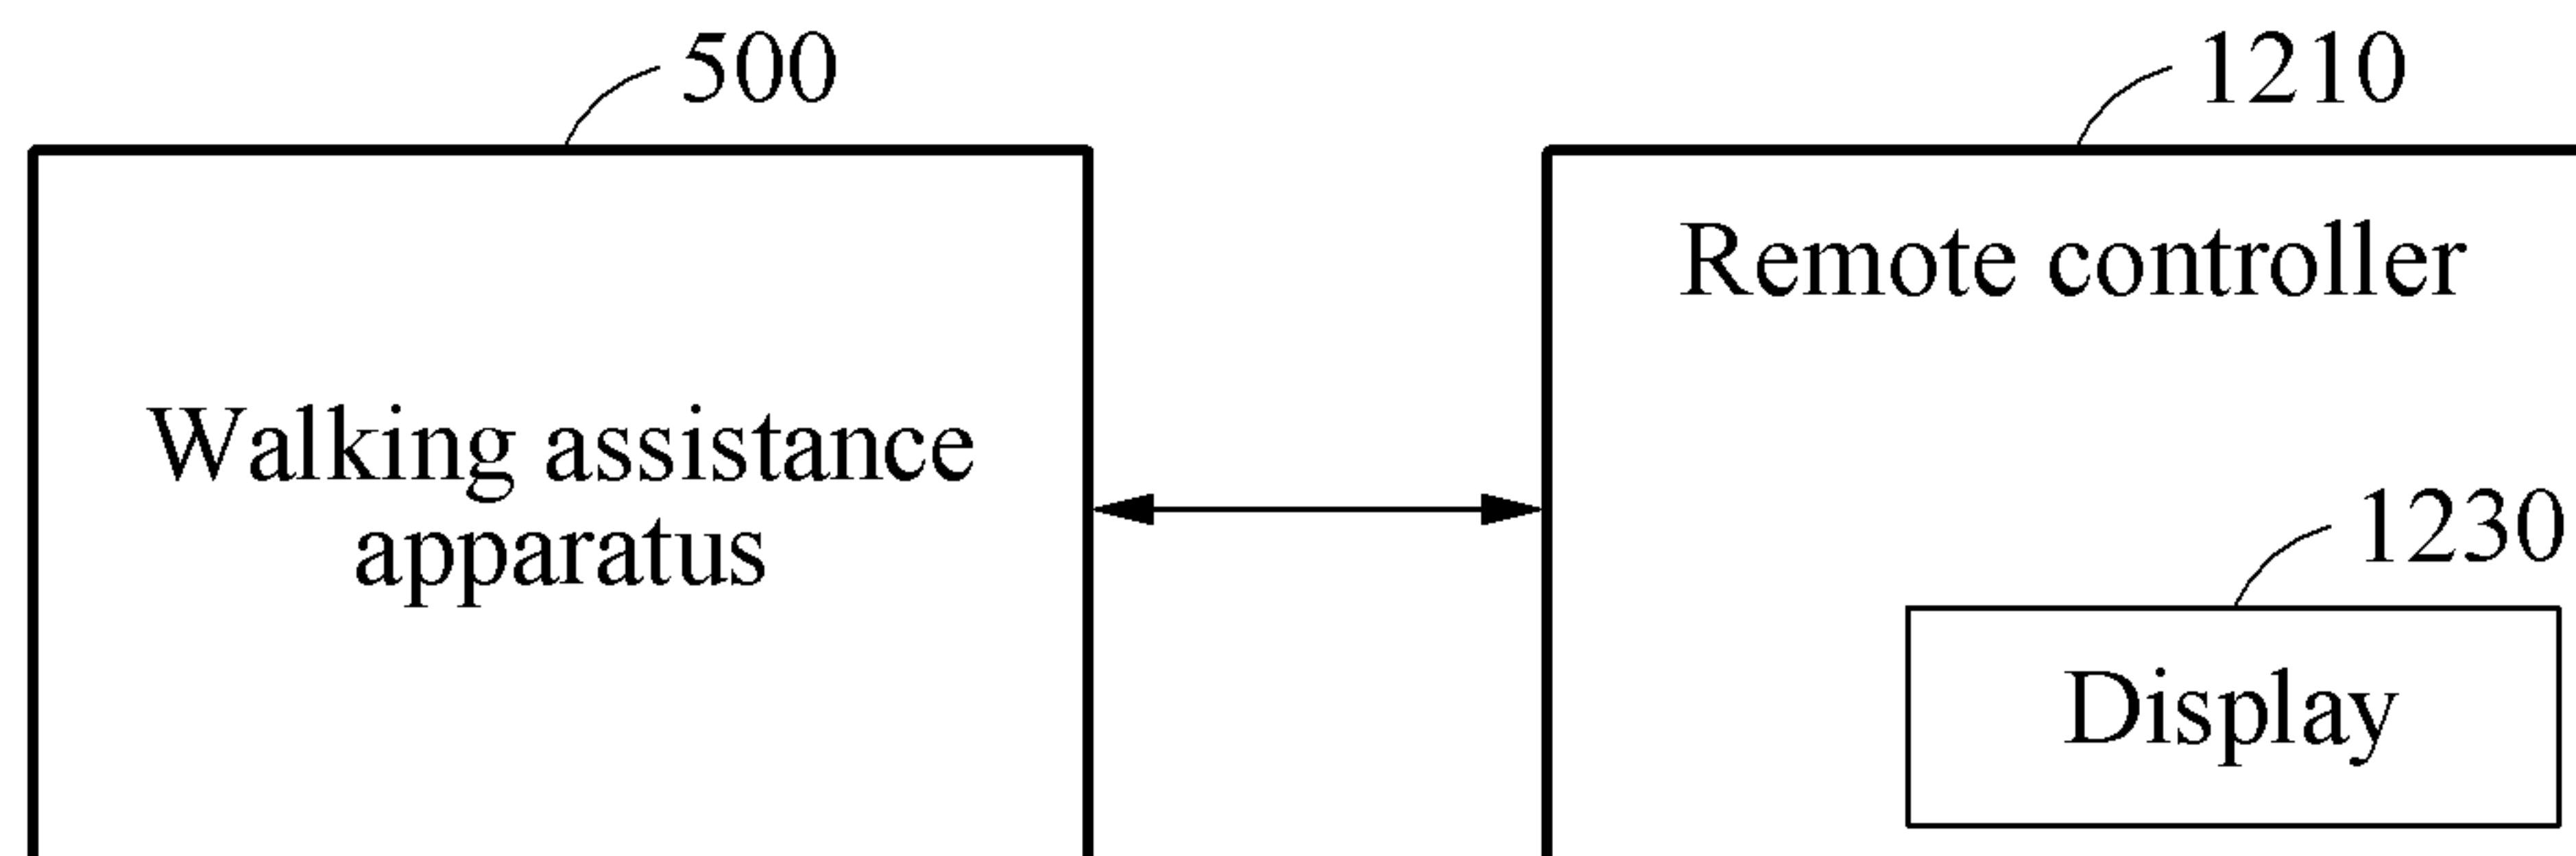 500
1210
Remote controller
Walking assistance
apparatus
1230
Display